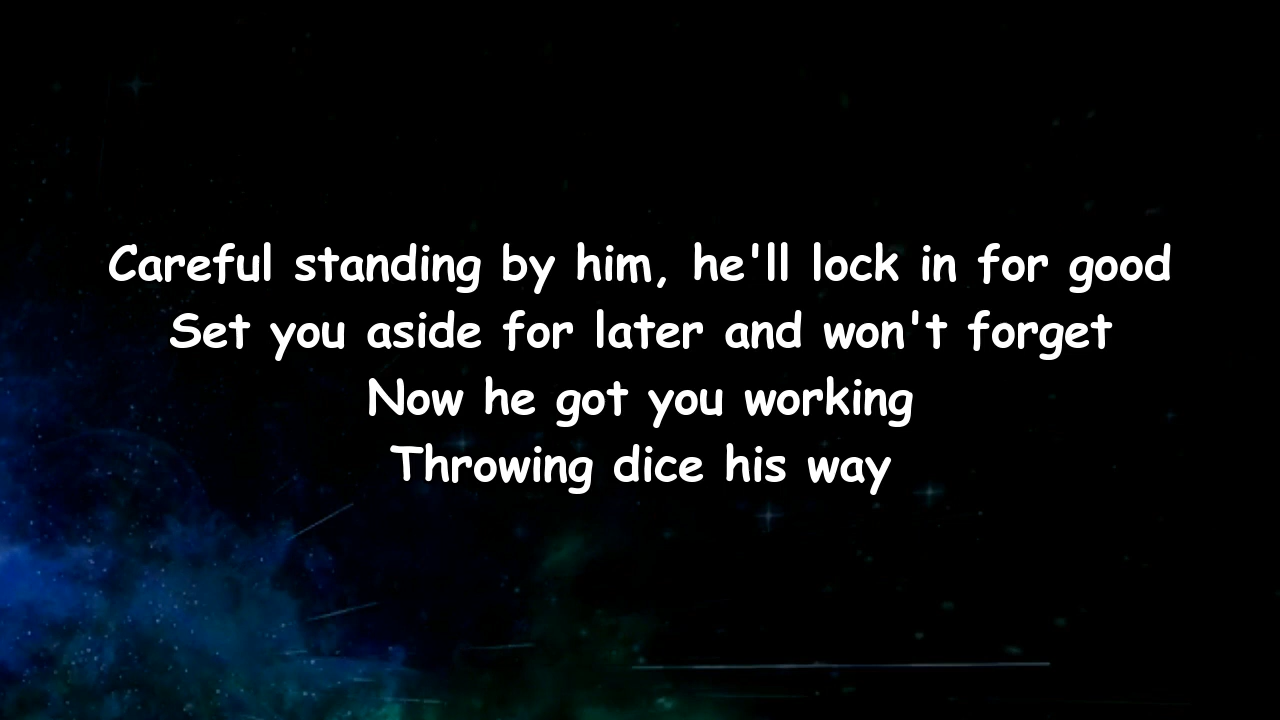 Careful standing by him, he'll lock in for good
Set you aside for later and won't forget
Now he got you working
Throwing dice his way